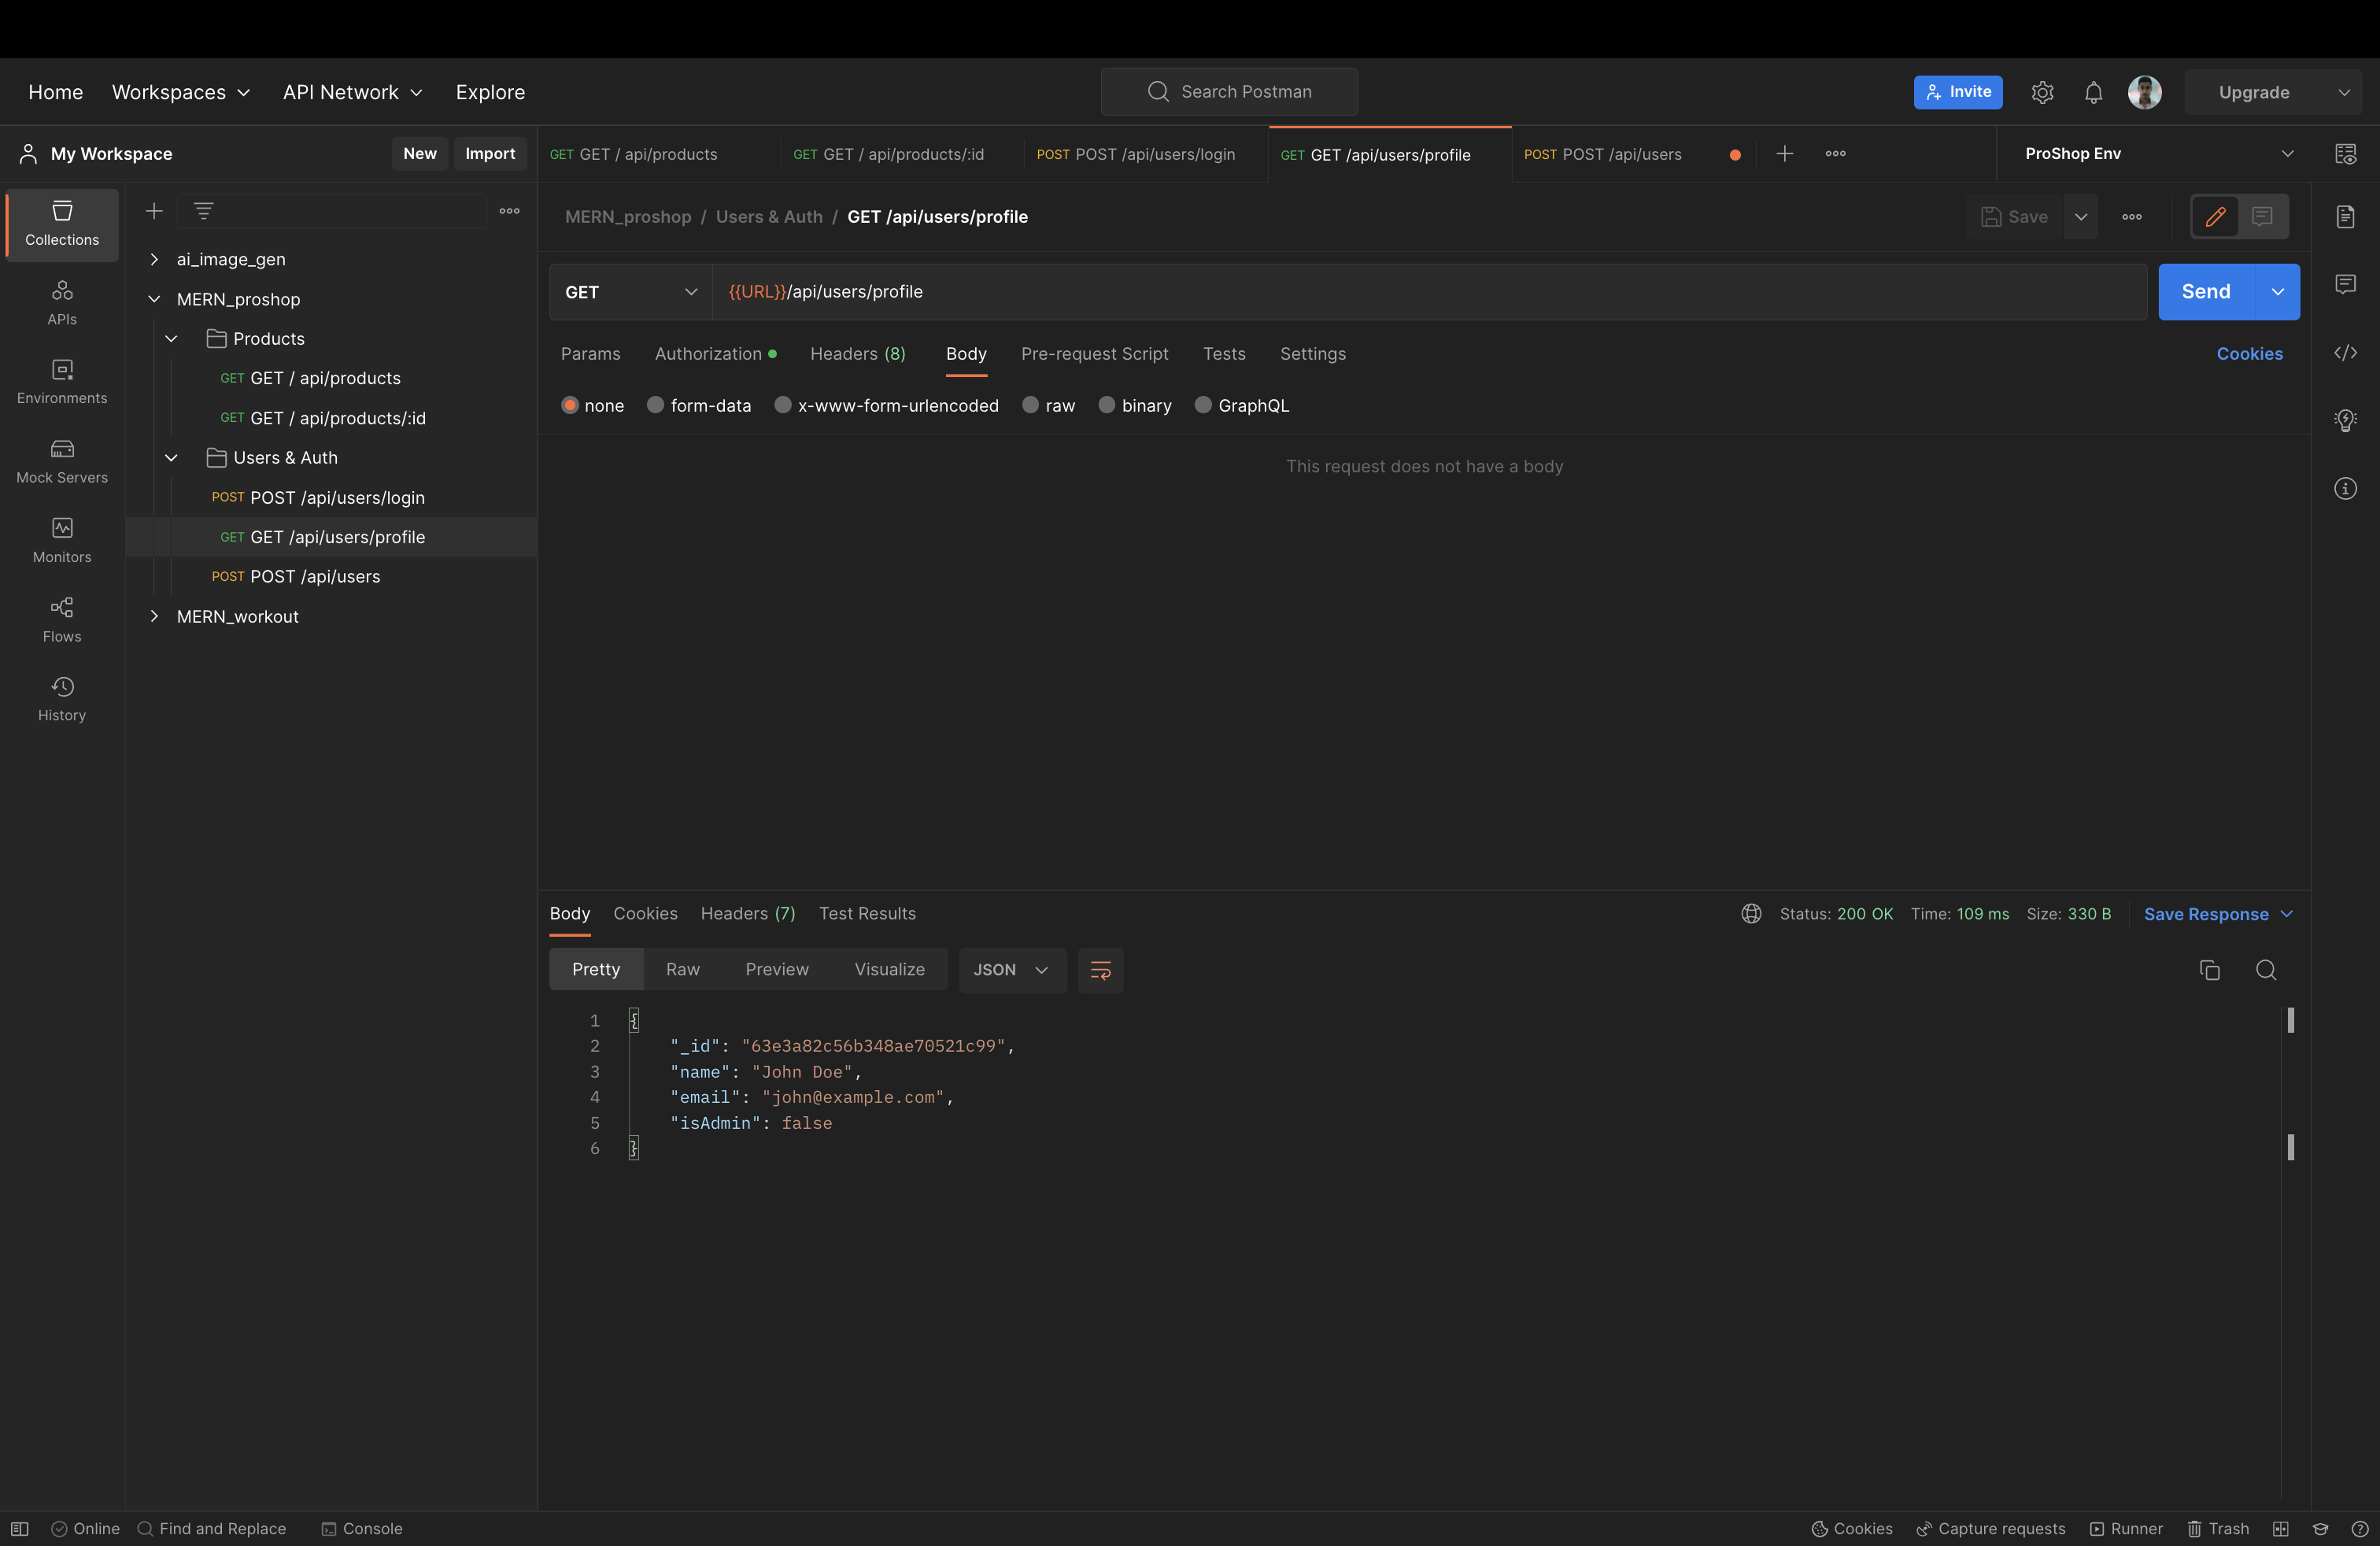 Home Workspaces API Network Explore Search Postman Invite Upgrade
My Workspace New Import GET GET / api/products GET GET / api/products/:id POST POST /api/users/login GET GET /api/users/profile POST POST /api/users ProShop Env
Collections
APIs
Environments
Mock Servers
Monitors
Flows
History
ai_image_gen
MERN_proshop
Products
GET GET / api/products
GET GET / api/products/:id
Users & Auth
POST POST /api/users/login
GET GET /api/users/profile
POST POST /api/users
MERN_workout
MERN_proshop / Users & Auth / GET /api/users/profile Save
GET {{URL}}/api/users/profile Send
Params Authorization Headers (8) Body Pre-request Script Tests Settings Cookies
none form-data x-www-form-urlencoded raw binary GraphQL
This request does not have a body
Body Cookies Headers (7) Test Results Status: 200 OK Time: 109 ms Size: 330 B Save Response
Pretty Raw Preview Visualize JSON
1 {
2 "_id": "63e3a82c56b348ae70521c99",
3 "name": "John Doe",
4 "email": "john@example.com",
5 "isAdmin": false
6 }
Online Find and Replace Console Cookies Capture requests Runner Trash